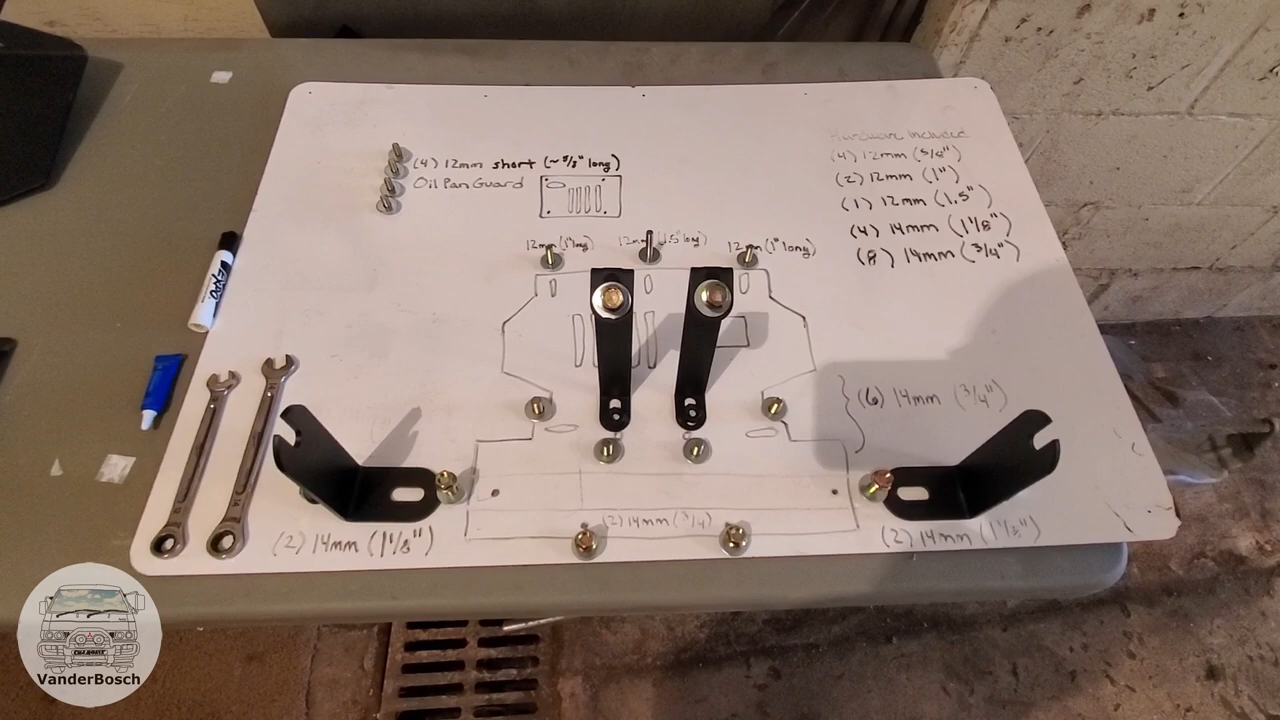 Hardware Included
(4) 12mm (5/8")
(2) 12mm (1")
(1) 12mm (1.5")
(4) 14mm (1 1/8")
(8) 14mm (3/4")
(4) 12mm short (~ 5/8" long)
Oil Pan Guard
12mm (1" long)
12mm (1.5" long)
12mm (1" long)
EXPO
(6) 14mm (3/4")
(2) 14mm (3/4)
(2) 14mm (1 1/8")
(2) 14mm (1 1/8")
VanderBosch